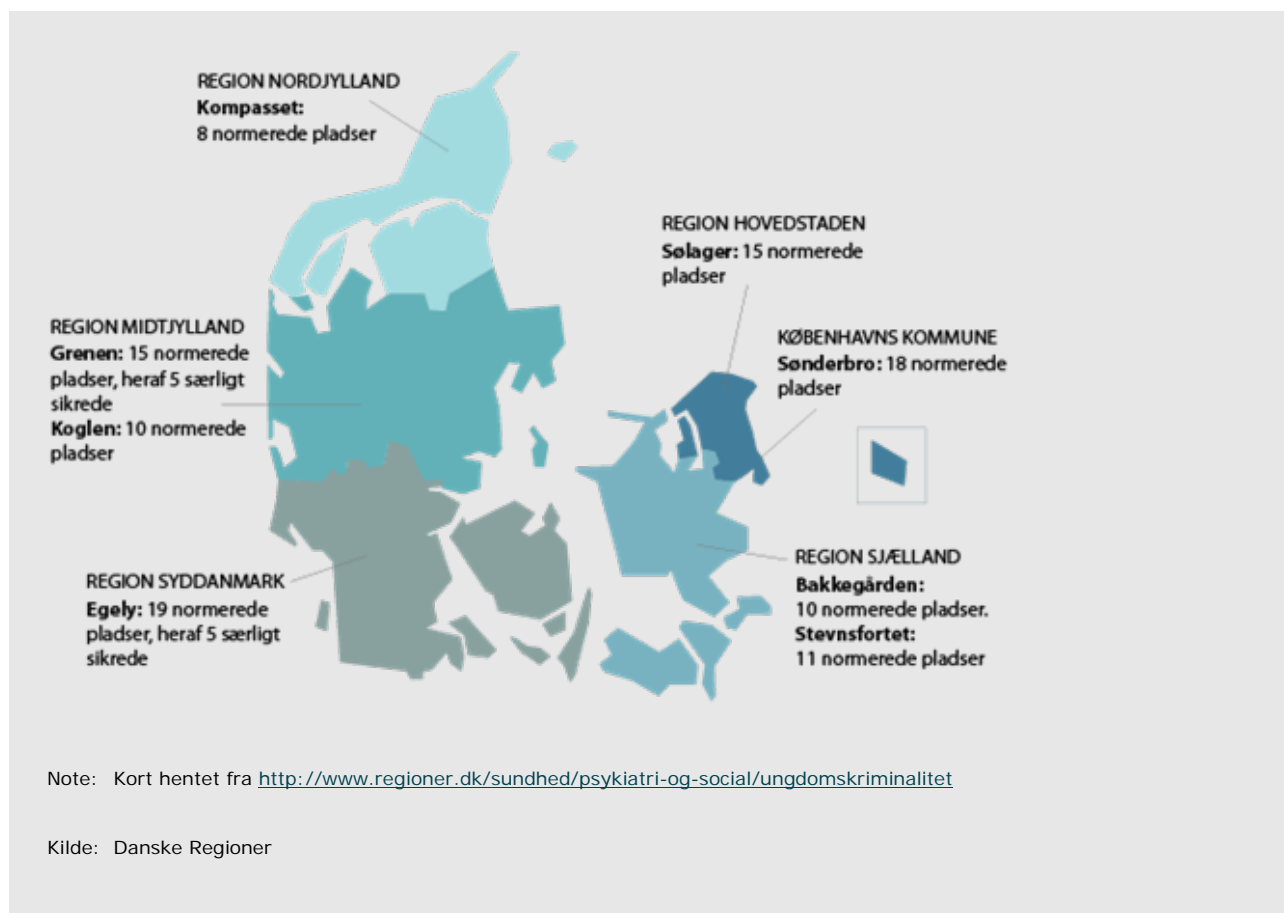 REGION NORDJYLLAND
Kompasset:
8 normerede pladser
REGION HOVEDSTADEN
Sølager: 15 normerede
pladser
REGION MIDTJYLLAND
Grenen: 15 normerede
pladser, heraf 5 særligt
sikrede
Koglen: 10 normerede
pladser
KØBENHAVNS KOMMUNE
Sønderbro: 18 normerede
pladser
REGION SYDDANMARK
Egely: 19 normerede
pladser, heraf 5 særligt
sikrede
REGION SJÆLLAND
Bakkegården:
10 normerede pladser.
Stevnsfortet:
11 normerede pladser
Note: Kort hentet fra http://www.regioner.dk/sundhed/psykiatri-og-social/ungdomskriminalitet
Kilde: Danske Regioner